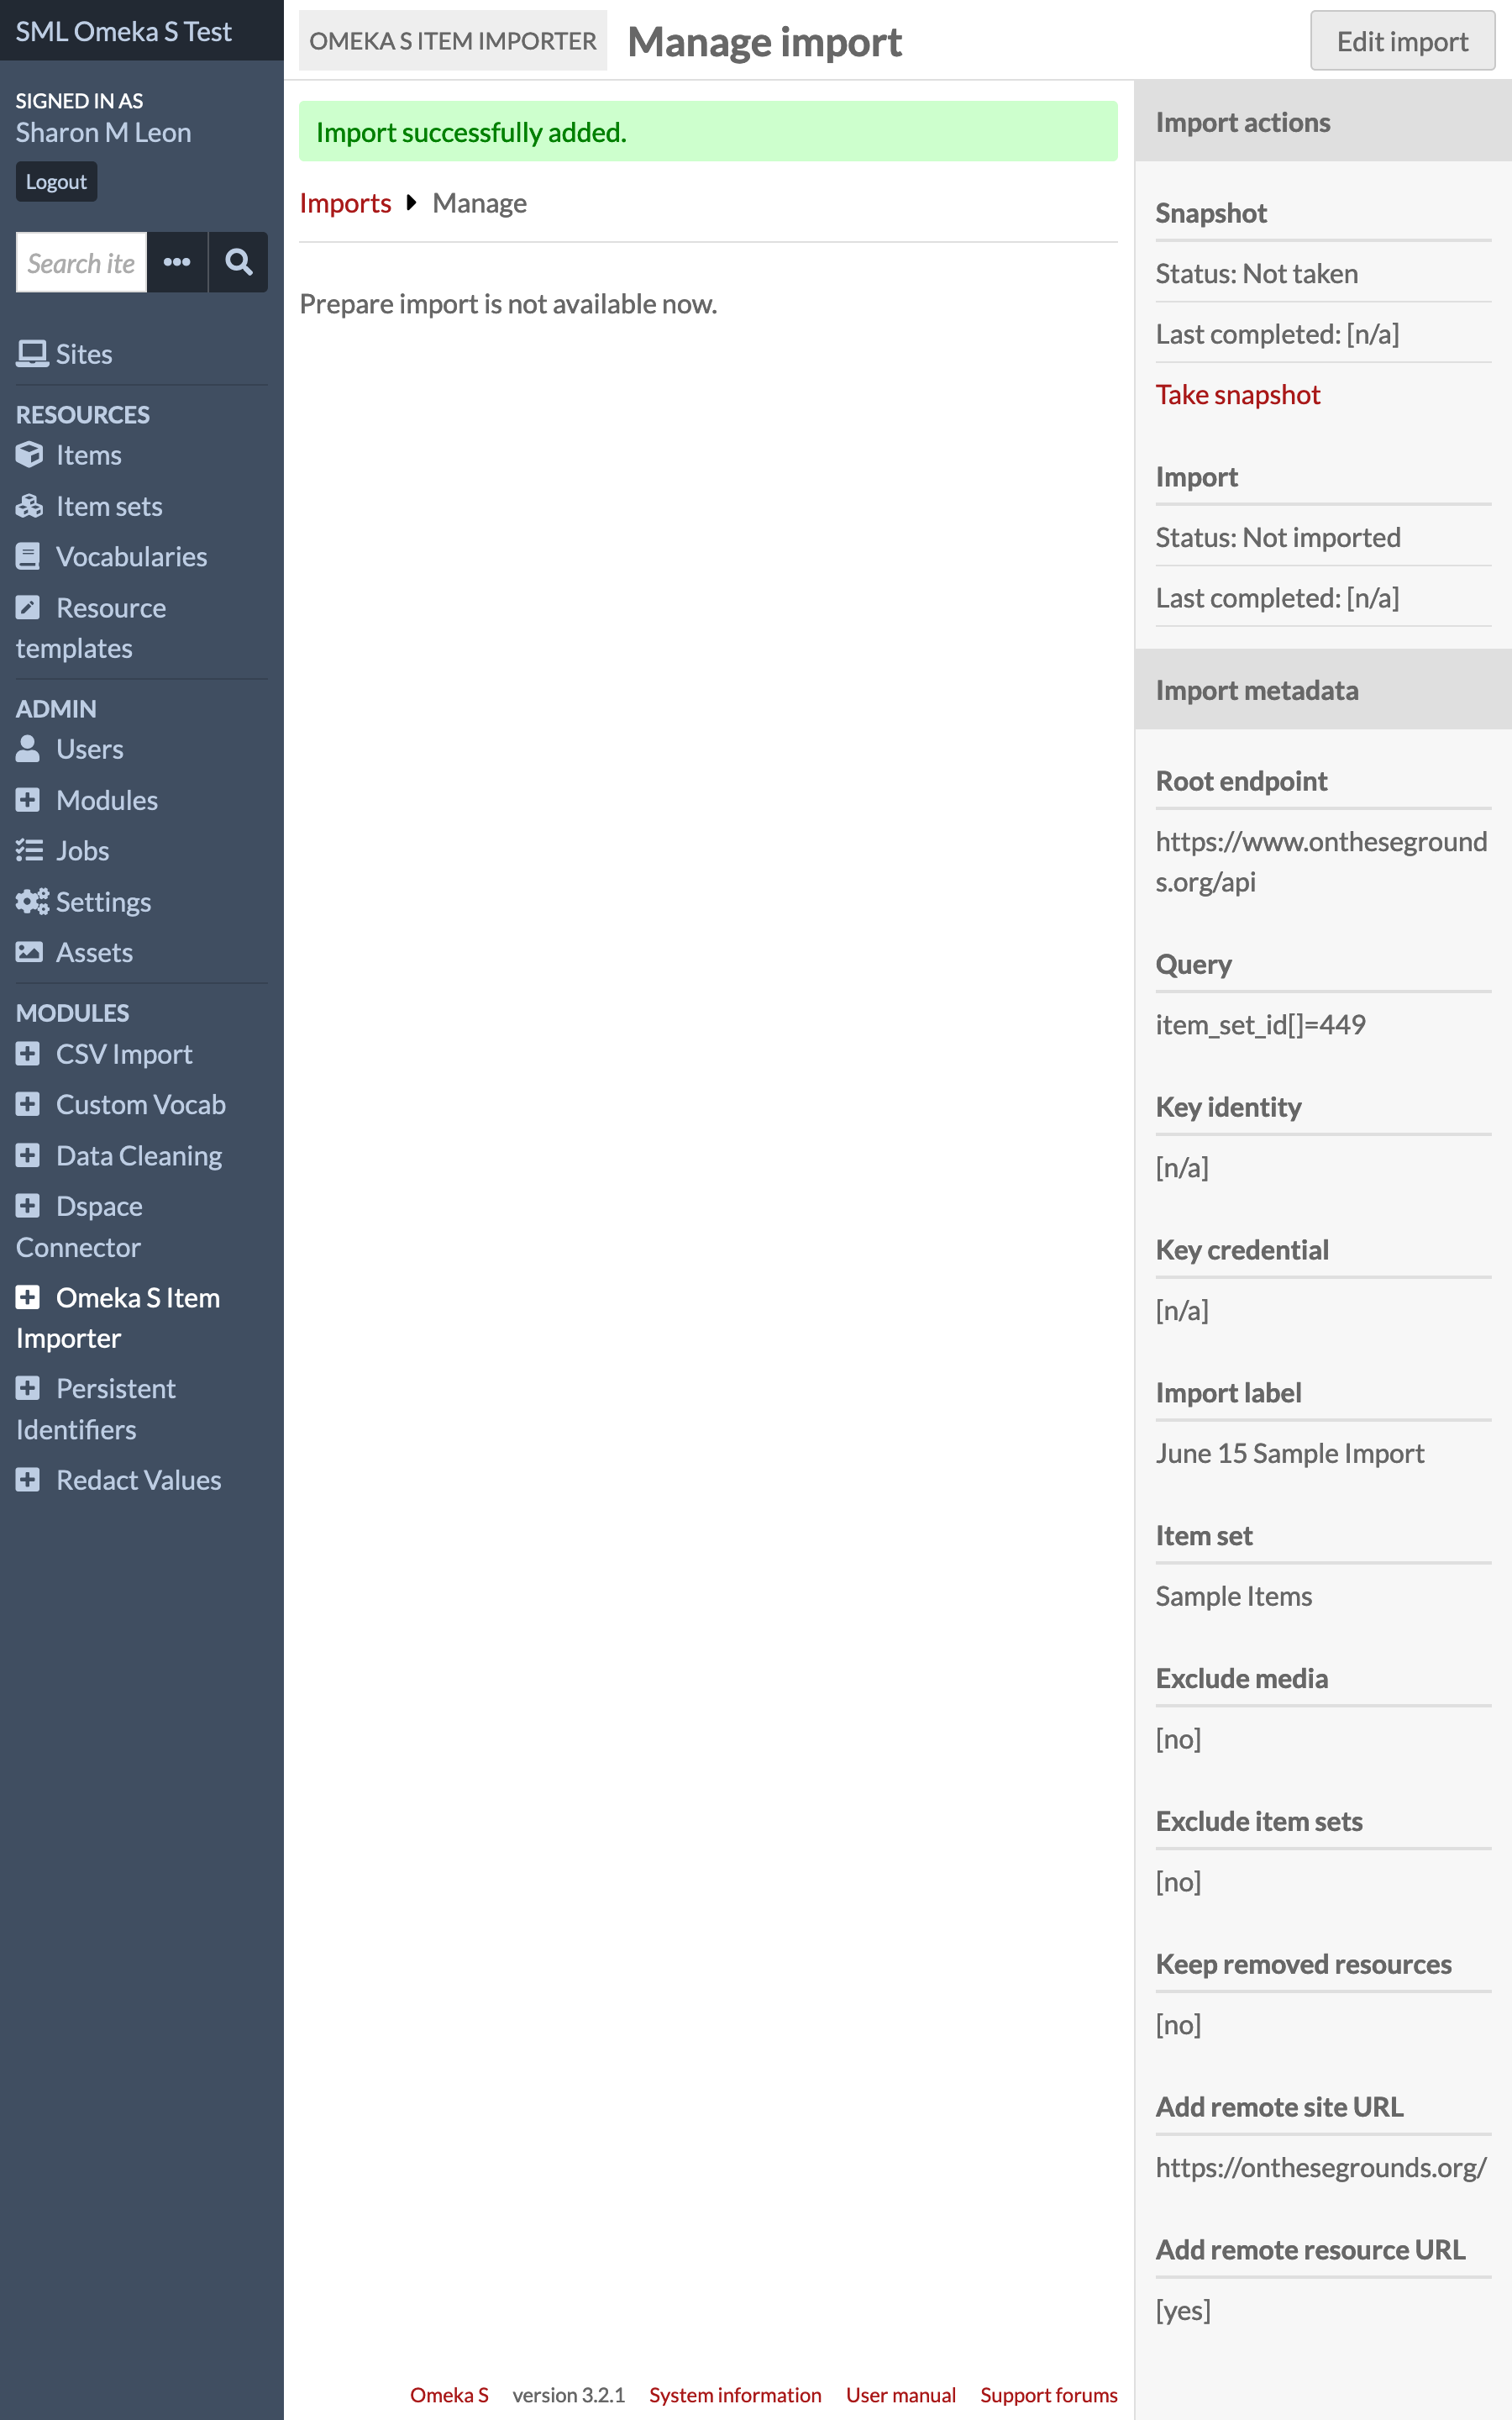 SML Omeka S Test
SIGNED IN AS
Sharon M Leon
Logout
Search ite
Sites
RESOURCES
Items
Item sets
Vocabularies
Resource
templates
ADMIN
Users
Modules
Jobs
Settings
Assets
MODULES
CSV Import
Custom Vocab
Data Cleaning
Dspace
Connector
Omeka S Item
Importer
Persistent
Identifiers
Redact Values
OMEKA S ITEM IMPORTER
Manage import
Edit import
Import successfully added.
Imports Manage
Prepare import is not available now.
Import actions
Snapshot
Status: Not taken
Last completed: [n/a]
Take snapshot
Import
Status: Not imported
Last completed: [n/a]
Import metadata
Root endpoint
https://www.ontheseground
s.org/api
Query
item_set_id[]=449
Key identity
[n/a]
Key credential
[n/a]
Import label
June 15 Sample Import
Item set
Sample Items
Exclude media
[no]
Exclude item sets
[no]
Keep removed resources
[no]
Add remote site URL
https://onthesegrounds.org/
Add remote resource URL
[yes]
Omeka S version 3.2.1 System information User manual Support forums